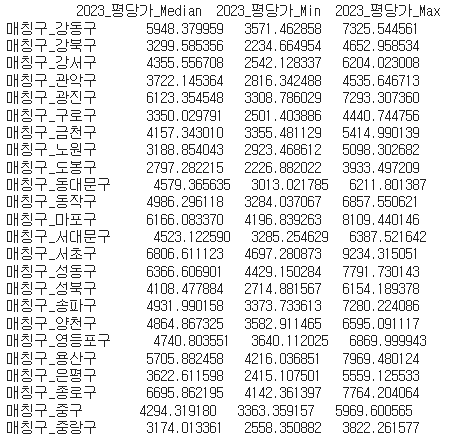 2023_평당가_Median 2023_평당가_Min 2023_평당가_Max
매칭구_강동구 5948.379959 3571.462858 7325.544561
매칭구_강북구 3299.585356 2234.664954 4652.958534
매칭구_강서구 4355.556708 2542.128337 6204.023008
매칭구_관악구 3722.145364 2816.342488 4535.646713
매칭구_광진구 6123.354548 3308.786029 7293.307360
매칭구_구로구 3350.029791 2501.403886 4440.744756
매칭구_금천구 4157.343010 3355.481129 5414.990139
매칭구_노원구 3188.854043 2923.468612 5098.302682
매칭구_도봉구 2797.282215 2226.882022 3933.497209
매칭구_동대문구 4579.365635 3013.021785 6211.801387
매칭구_동작구 4986.296118 3284.037067 6857.550621
매칭구_마포구 6166.083370 4196.839263 8109.440146
매칭구_서대문구 4523.122590 3285.254629 6387.521642
매칭구_서초구 6806.611123 4697.280873 9234.315051
매칭구_성동구 6366.606901 4429.150284 7791.730143
매칭구_성북구 4108.477884 2714.881567 6154.189378
매칭구_송파구 4931.990158 3373.733613 7280.224086
매칭구_양천구 4864.867325 3582.911465 6595.091117
매칭구_영등포구 4740.803551 3640.112025 6869.999943
매칭구_용산구 5705.882458 4216.036851 7969.480124
매칭구_은평구 3622.611598 2415.107501 5559.125533
매칭구_종로구 6695.862195 4142.361397 7764.204064
매칭구_중구 4294.319180 3363.359157 5969.600565
매칭구_중랑구 3174.013361 2558.350882 3822.261577